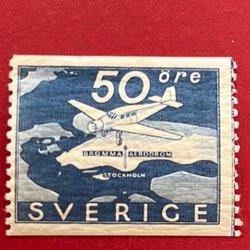 50 öre
BROMMA AERODROM
STOCKHOLM
SVERIGE